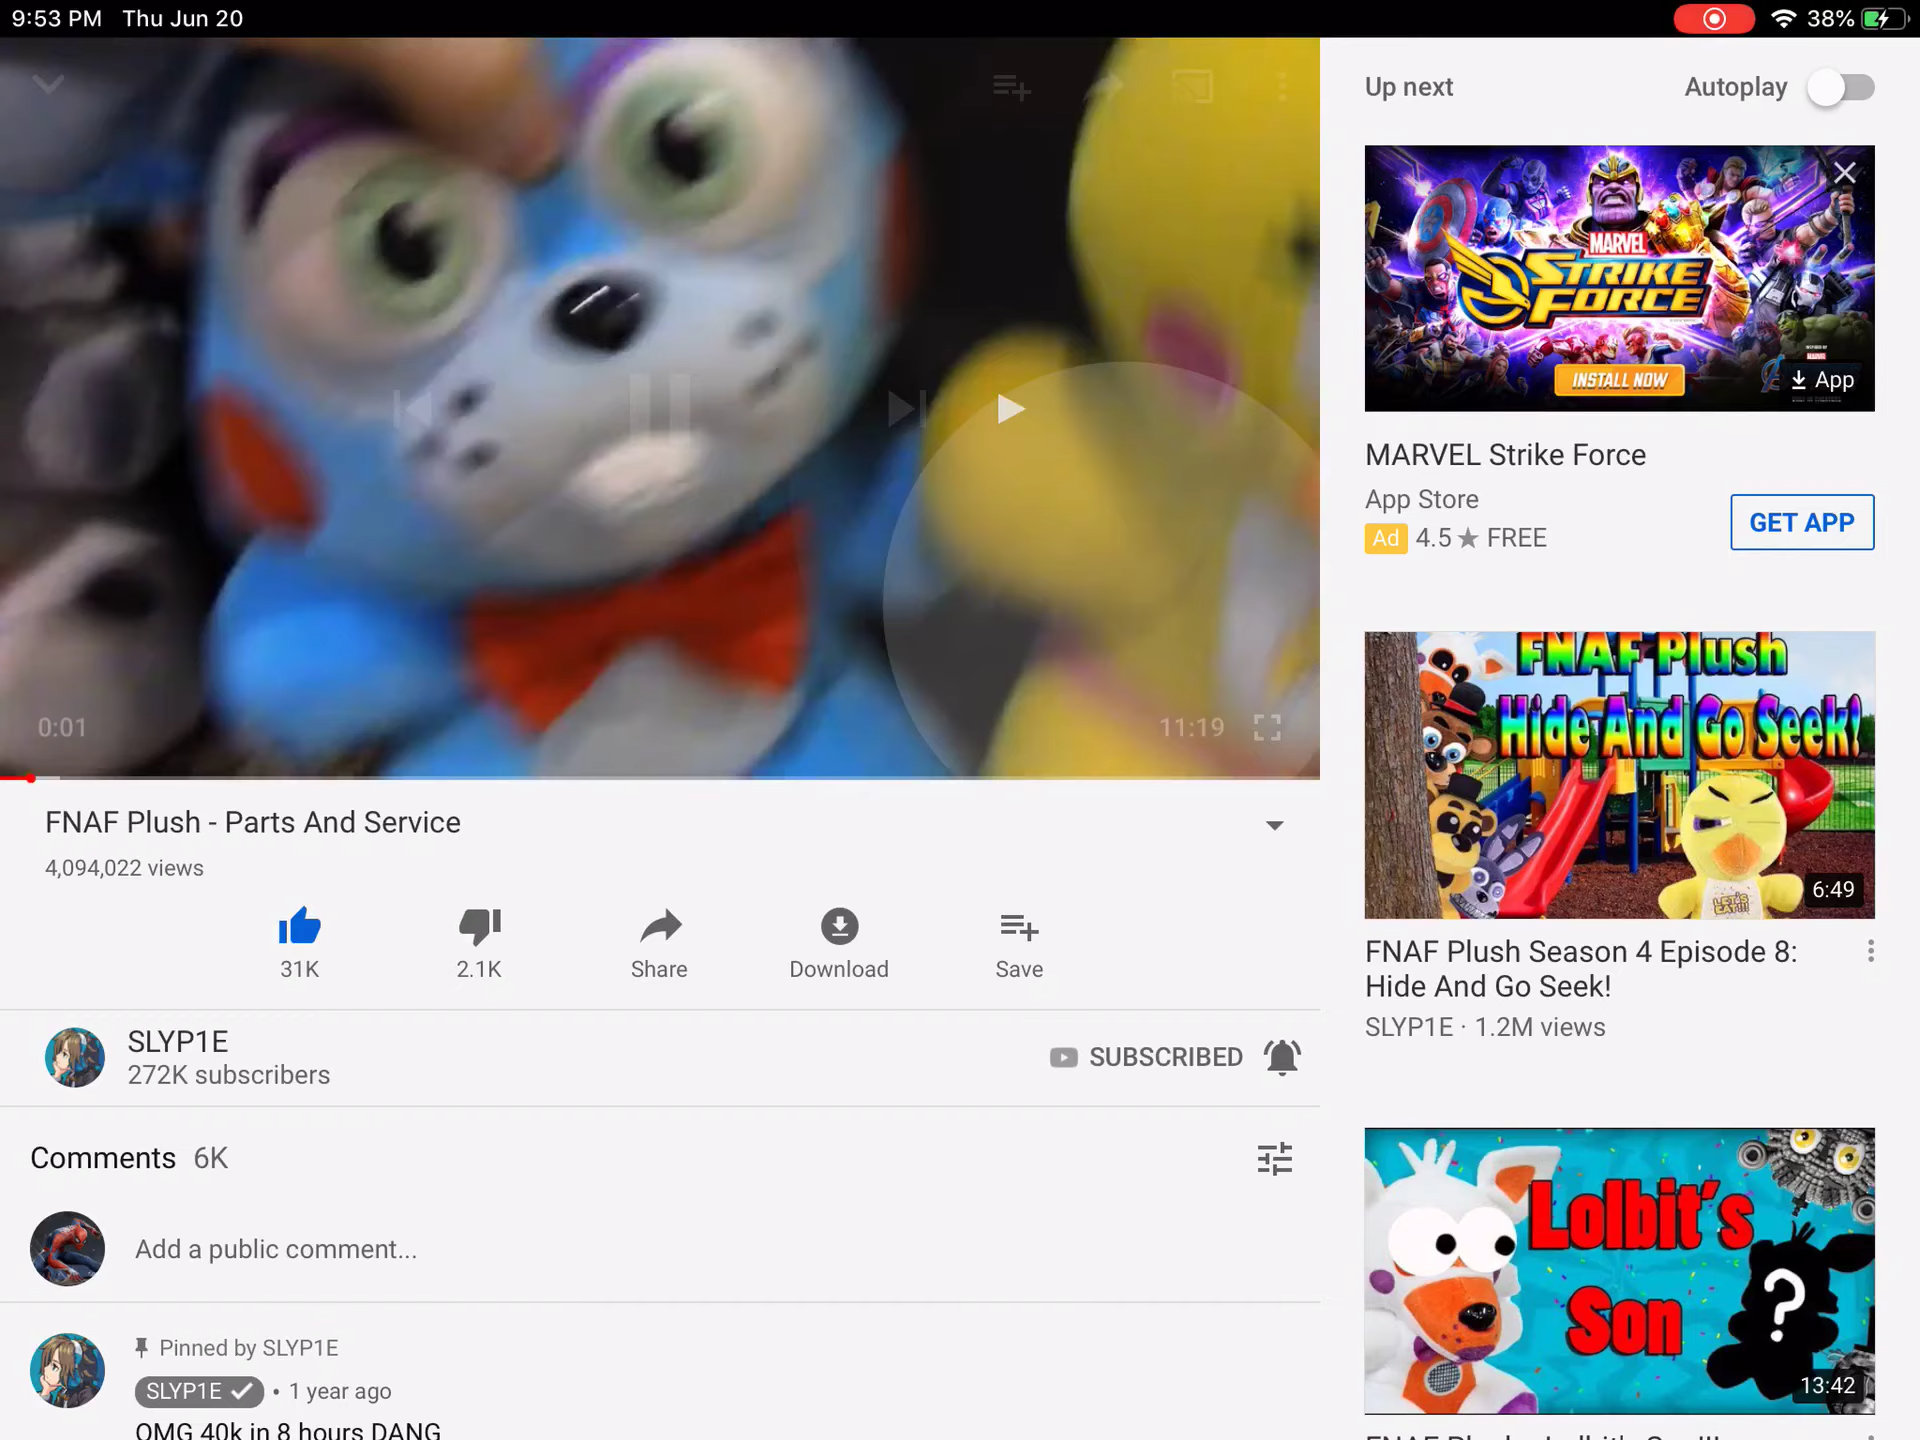 9:53 PM Thu Jun 20
38%
0:01
11:19
FNAF Plush - Parts And Service
4,094,022 views
31K
2.1K
Share
Download
Save
SLYP1E
272K subscribers
SUBSCRIBED
Comments 6K
Add a public comment...
Pinned by SLYP1E
SLYP1E • 1 year ago
OMG 40k in 8 hours DANG
Up next
Autoplay
MARVEL
STRIKE
FORCE
INSTALL NOW
App
MARVEL Strike Force
App Store
Ad 4.5 ★ FREE
GET APP
FNAF Plush
Hide And Go Seek!
LET'S
EAT!!!
6:49
FNAF Plush Season 4 Episode 8:
Hide And Go Seek!
SLYP1E · 1.2M views
Lolbit's
Son
?
13:42